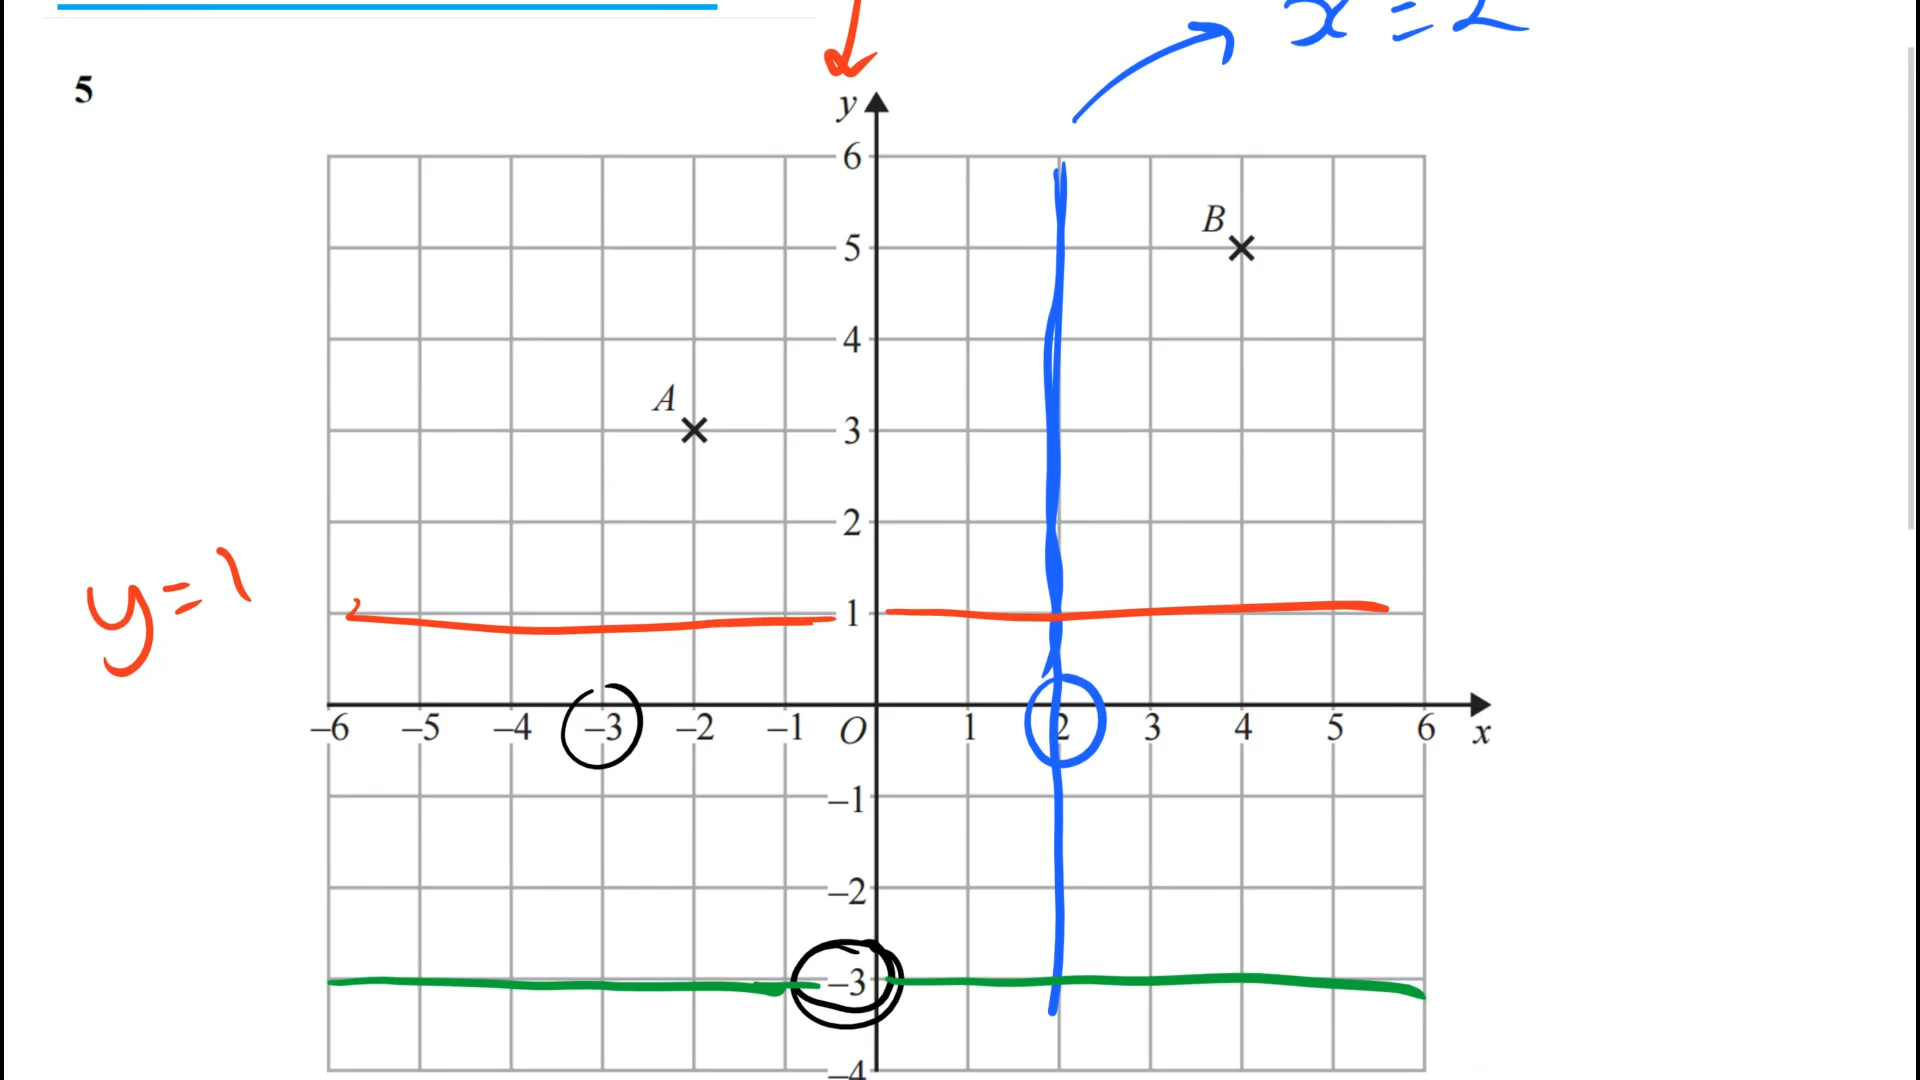 x = 2
5
y
6
B
5
4
A
3
2
y=1
1
–6 –5 –4 –3 –2 –1 O 1 2 3 4 5 6 x
–1
–2
–3
–4